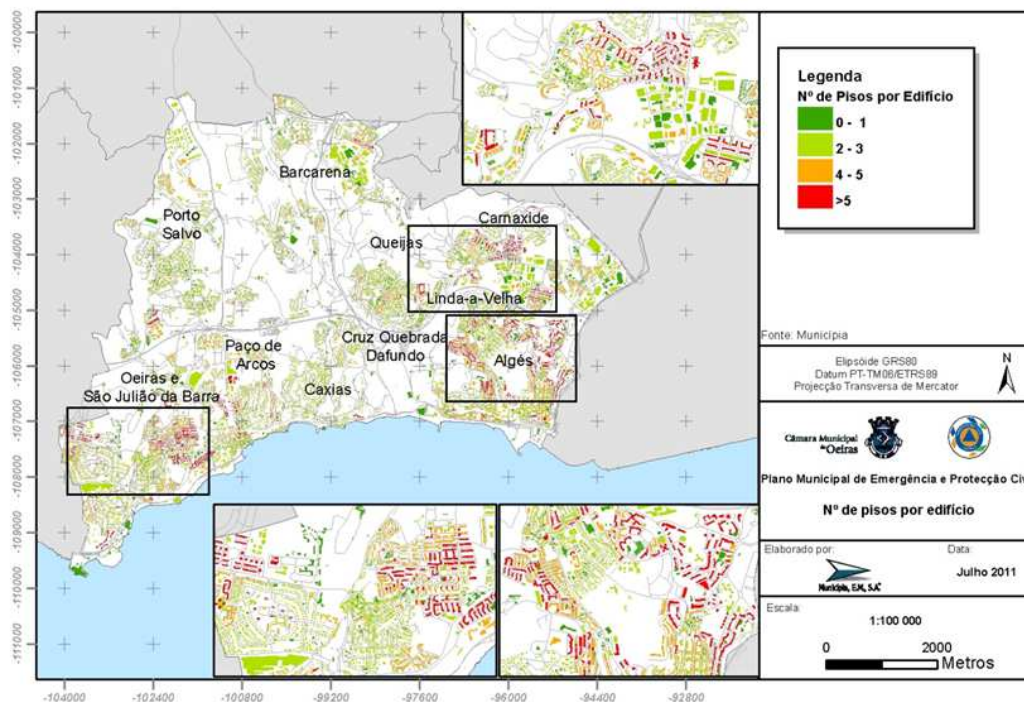 -100000
-101000
-102000
-103000
-104000
-105000
-106000
-107000
-108000
-109000
-110000
-111000
Barcarena
Porto
Salvo
Carnaxide
Queijas
Linda-a-Velha
Cruz Quebrada
Dafundo
Paço de
Arcos
Algés
Oeiras e
São Julião da Barra
Caxias
-104000 -102400 -100800 -99200 -97600 -96000 -94400 -92800
Legenda
Nº de Pisos por Edifício
0 - 1
2 - 3
4 - 5
>5
Fonte: Município
Elipsóide GRS80
Datum PT-TM06/ETRS89
Projecção Transversa de Mercator
N
Câmara Municipal
de Oeiras
Plano Municipal de Emergência e Protecção Civ
Nº de pisos por edifício
Elaborado por:
Data:
Municípia, E.M., S.A.
Julho 2011
Escala:
1:100 000
0 2000
Metros